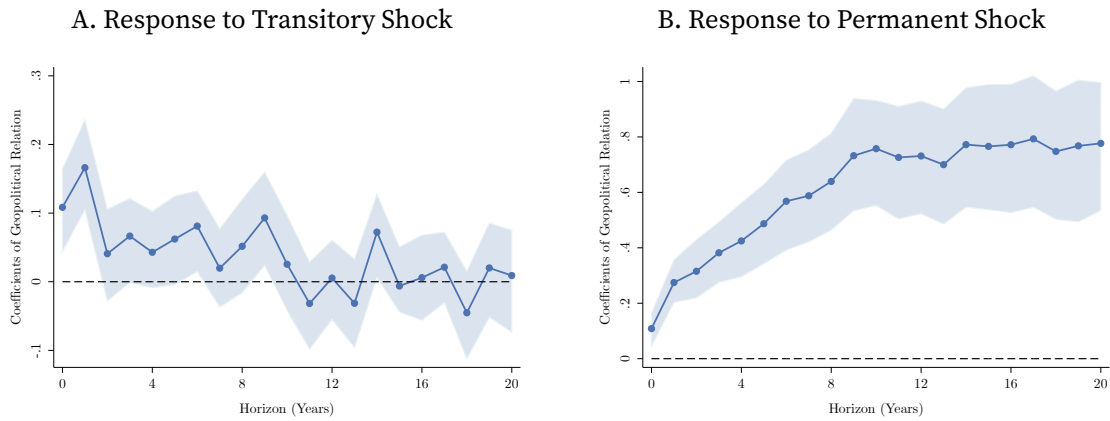 A. Response to Transitory Shock
Coefficients of Geopolitical Relation
.3
.2
.1
0
-.1
0 4 8 12 16 20
Horizon (Years)
B. Response to Permanent Shock
Coefficients of Geopolitical Relation
1
.8
.6
.4
.2
0
0 4 8 12 16 20
Horizon (Years)